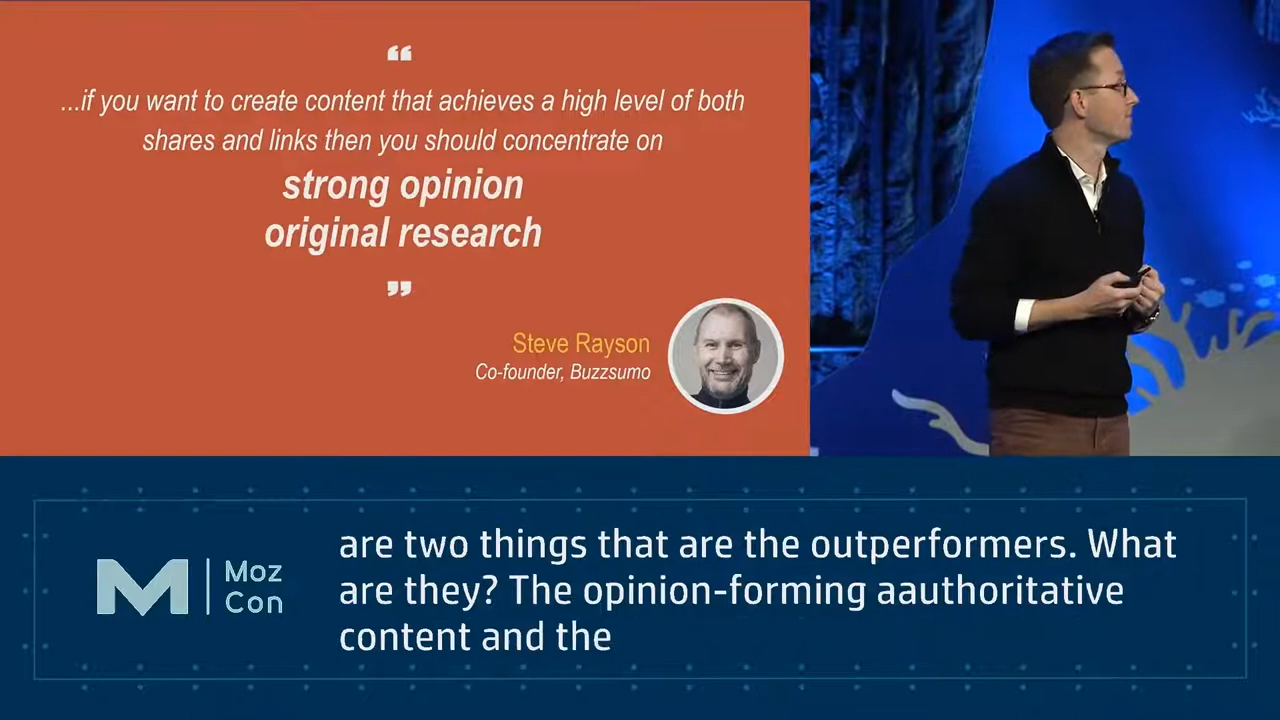 “
...if you want to create content that achieves a high level of both
shares and links then you should concentrate on
strong opinion
original research
”
Steve Rayson
Co-founder, Buzzsumo
Moz
Con
are two things that are the outperformers. What
are they? The opinion-forming aauthoritative
content and the